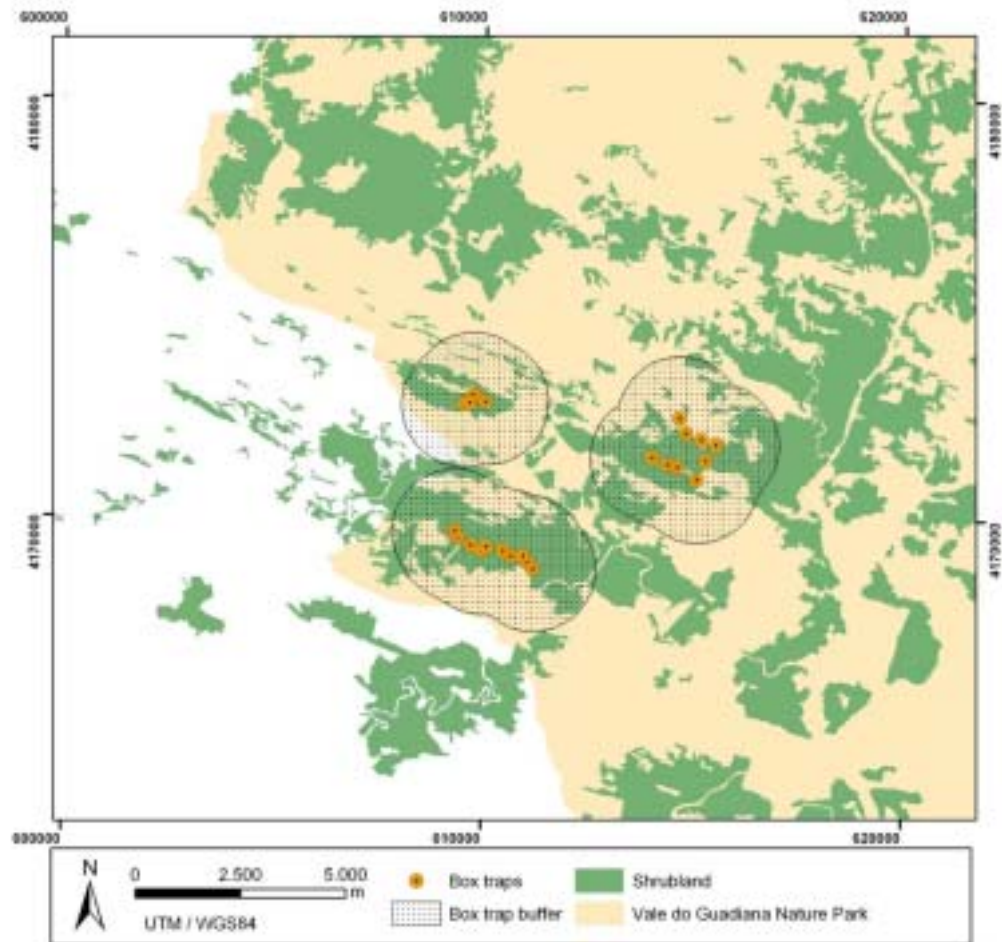 600000 610000 620000
4180000 4180000
4170000 4170000
600000 610000 620000
N
0 2.500 5.000
m
UTM / WGS84
Box traps
Box trap buffer
Shrubland
Vale do Guadiana Nature Park